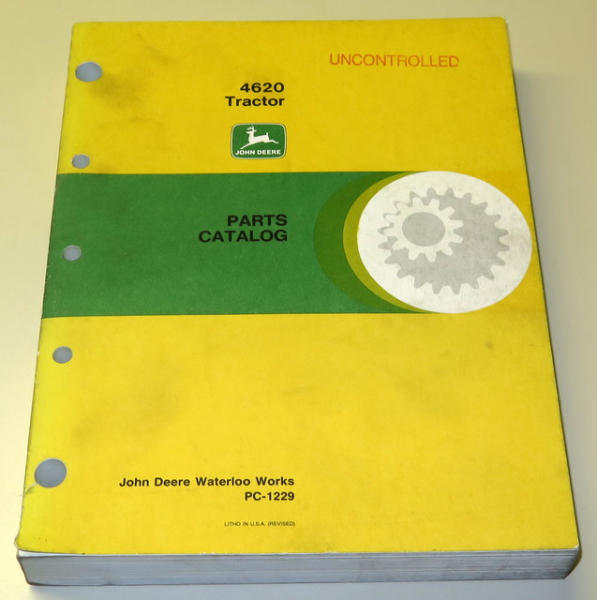 UNCONTROLLED
4620
Tractor
JOHN DEERE
PARTS
CATALOG
John Deere Waterloo Works
PC-1229
LITHO IN U.S.A. (REVISED)